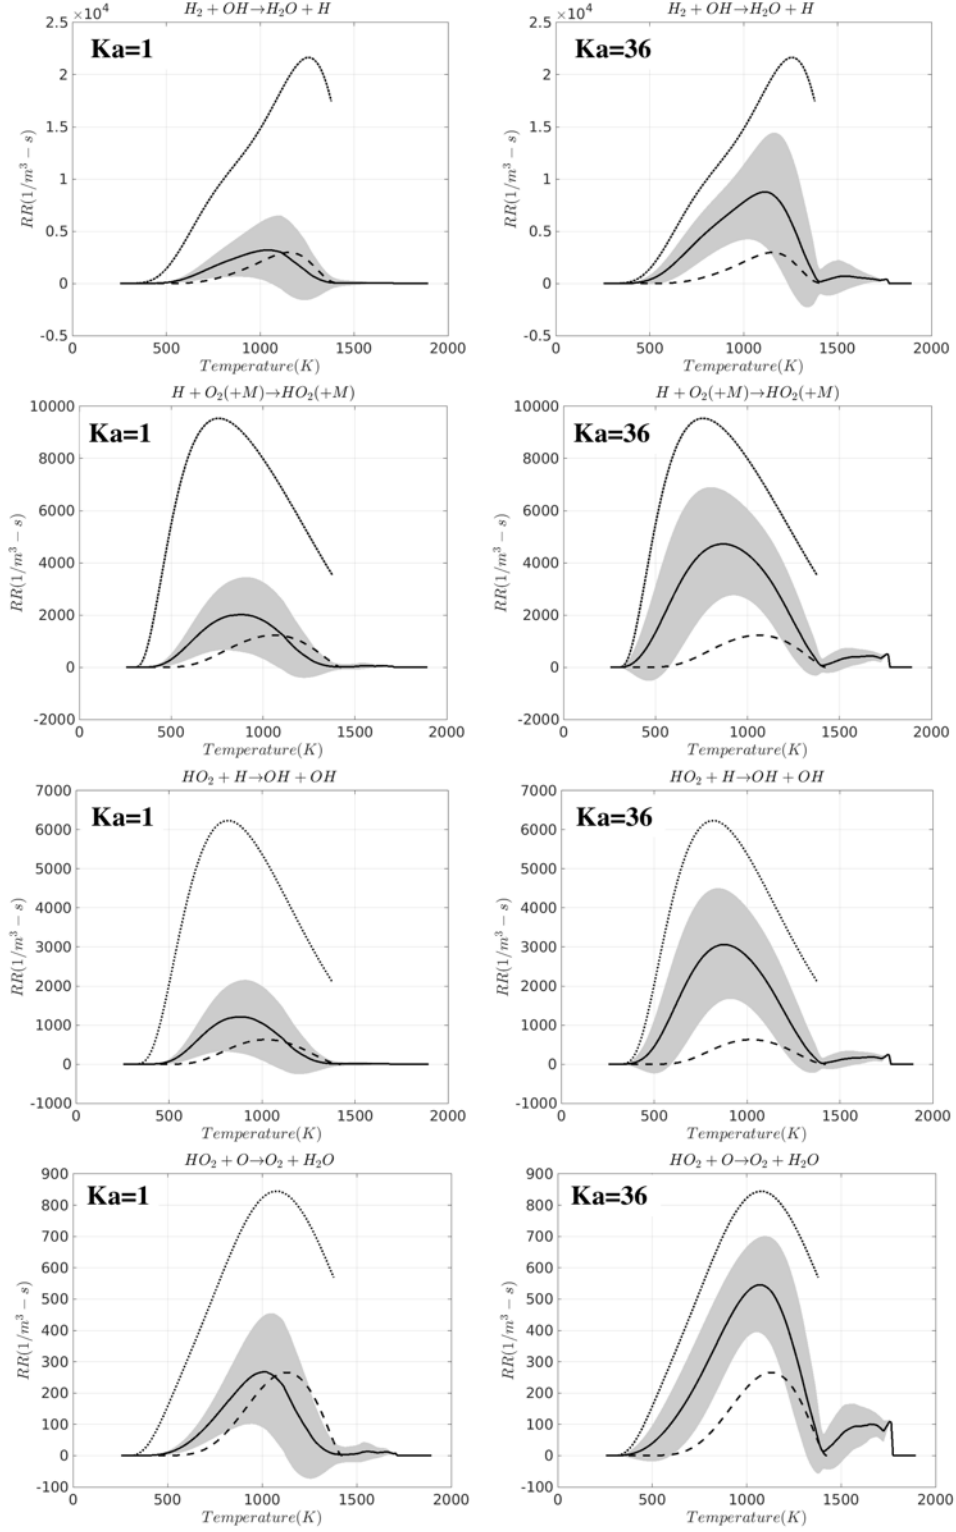 H₂ + OH→H₂O + H
H₂ + OH→H₂O + H
×10⁴
×10⁴
Ka=1
Ka=36
2.5
2
1.5
1
0.5
0
-0.5
2.5
2
1.5
1
0.5
0
-0.5
RR(1/m³ − s)
RR(1/m³ − s)
0 500 1000 1500 2000
0 500 1000 1500 2000
Temperature(K)
Temperature(K)
H + O₂(+M)→HO₂(+M)
H + O₂(+M)→HO₂(+M)
Ka=1
Ka=36
10000
8000
6000
4000
2000
0
-2000
10000
8000
6000
4000
2000
0
-2000
RR(1/m³ − s)
RR(1/m³ − s)
0 500 1000 1500 2000
0 500 1000 1500 2000
Temperature(K)
Temperature(K)
HO₂ + H→OH + OH
HO₂ + H→OH + OH
Ka=1
Ka=36
7000
6000
5000
4000
3000
2000
1000
0
-1000
7000
6000
5000
4000
3000
2000
1000
0
-1000
RR(1/m³ − s)
RR(1/m³ − s)
0 500 1000 1500 2000
0 500 1000 1500 2000
Temperature(K)
Temperature(K)
HO₂ + O→O₂ + H₂O
HO₂ + O→O₂ + H₂O
Ka=1
Ka=36
900
800
700
600
500
400
300
200
100
0
-100
900
800
700
600
500
400
300
200
100
0
-100
RR(1/m³ − s)
RR(1/m³ − s)
0 500 1000 1500 2000
0 500 1000 1500 2000
Temperature(K)
Temperature(K)